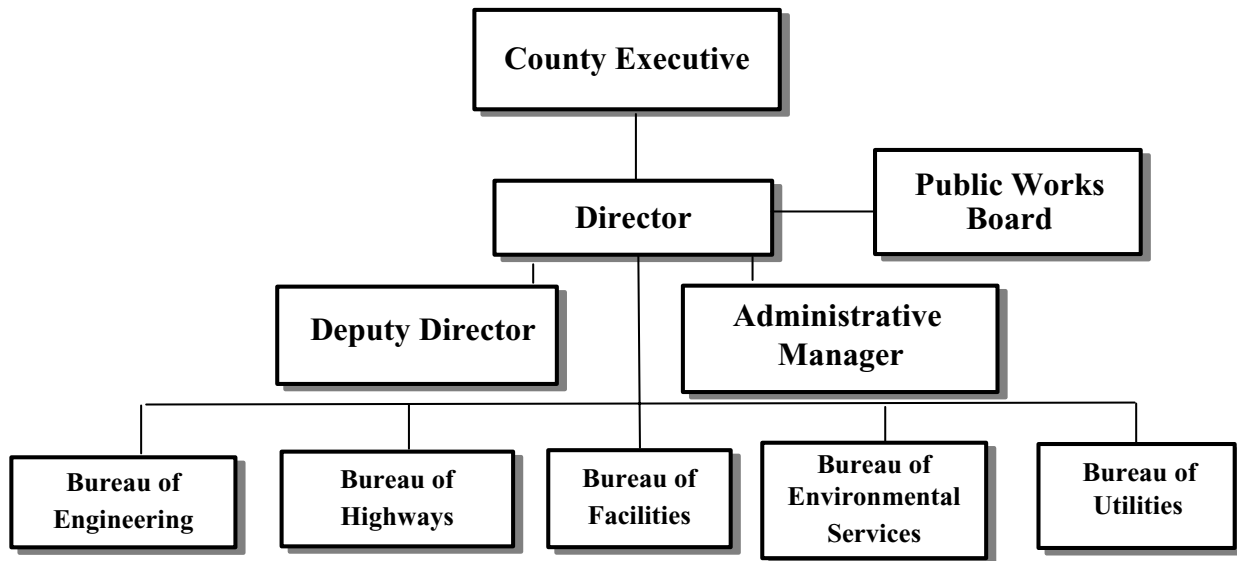 County Executive
Director
Public Works
Board
Deputy Director
Administrative
Manager
Bureau of
Engineering
Bureau of
Highways
Bureau of
Facilities
Bureau of
Environmental
Services
Bureau of
Utilities